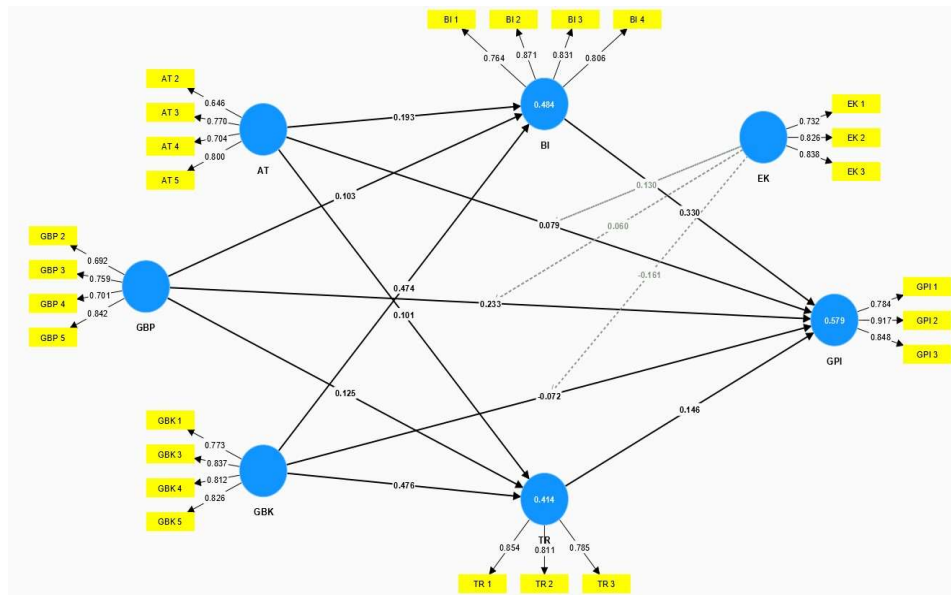 BI 1
BI 2
BI 3
BI 4
0.764
0.871
0.831
0.806
0.484
BI
AT 2
AT 3
AT 4
AT 5
0.646
0.770
0.704
0.800
AT
EK 1
EK 2
EK 3
0.732
0.826
0.838
EK
0.193
0.103
0.130
0.079
0.060
0.330
-0.161
GBP 2
GBP 3
GBP 4
GBP 5
0.692
0.759
0.701
0.842
GBP
0.474
0.101
0.233
0.579
GPI
0.784
0.917
0.848
GPI 1
GPI 2
GPI 3
0.125
-0.072
0.146
GBK 1
GBK 3
GBK 4
GBK 5
0.773
0.837
0.812
0.826
GBK
0.476
0.414
TR
0.854
0.811
0.785
TR 1
TR 2
TR 3